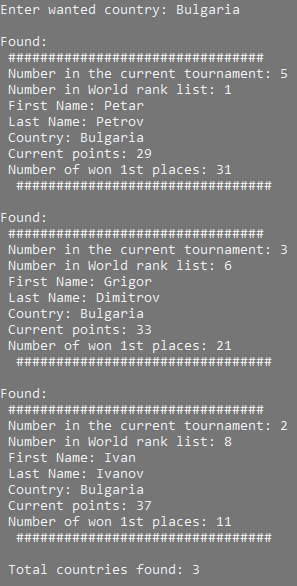 Enter wanted country: Bulgaria
Found:
################################
Number in the current tournament: 5
Number in World rank list: 1
First Name: Petar
Last Name: Petrov
Country: Bulgaria
Current points: 29
Number of won 1st places: 31
################################
Found:
################################
Number in the current tournament: 3
Number in World rank list: 6
First Name: Grigor
Last Name: Dimitrov
Country: Bulgaria
Current points: 33
Number of won 1st places: 21
################################
Found:
################################
Number in the current tournament: 2
Number in World rank list: 8
First Name: Ivan
Last Name: Ivanov
Country: Bulgaria
Current points: 37
Number of won 1st places: 11
################################
Total countries found: 3